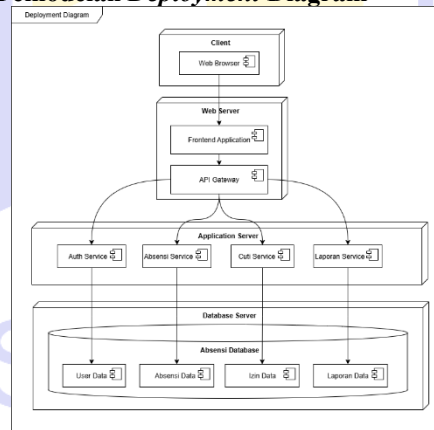 Pemodelan Deployment Diagram
Deployment Diagram
Client
Web Browser
Web Server
Frontend Application
API Gateway
Application Server
Auth Service
Absensi Service
Cuti Service
Laporan Service
Database Server
Absensi Database
User Data
Absensi Data
Izin Data
Laporan Data